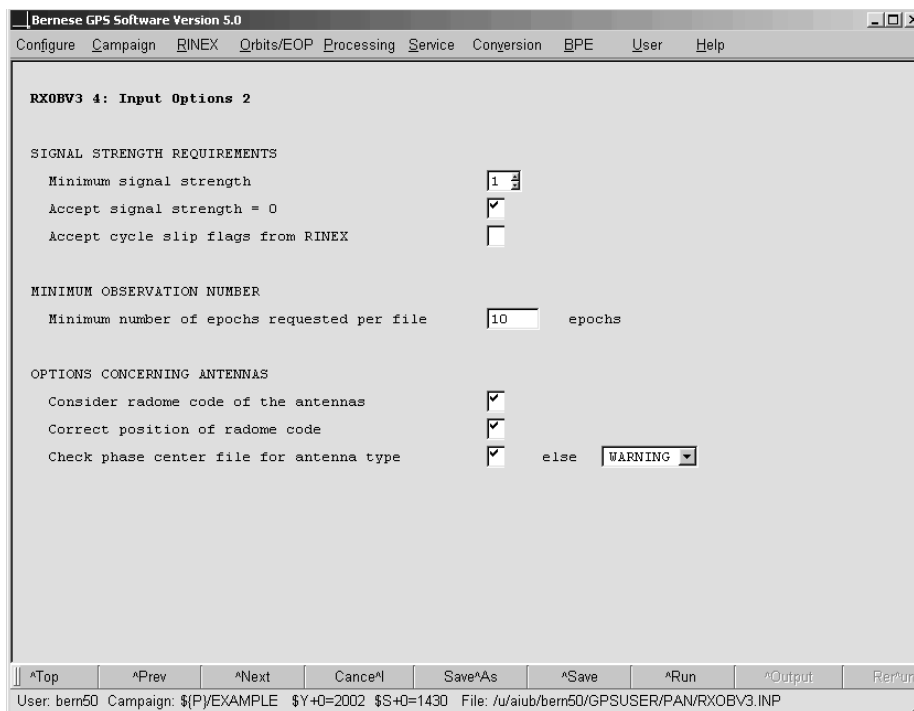 Bernese GPS Software Version 5.0
Configure Campaign RINEX Orbits/EOP Processing Service Conversion BPE User Help
RXOBV3 4: Input Options 2
SIGNAL STRENGTH REQUIREMENTS
Minimum signal strength 1
Accept signal strength = 0
Accept cycle slip flags from RINEX
MINIMUM OBSERVATION NUMBER
Minimum number of epochs requested per file 10 epochs
OPTIONS CONCERNING ANTENNAS
Consider radome code of the antennas
Correct position of radome code
Check phase center file for antenna type else WARNING
^Top ^Prev ^Next Cance^l Save^As ^Save ^Run ^Output Rer^un
User: bern50 Campaign: ${P}/EXAMPLE $Y+0=2002 $S+0=1430 File: /u/aiub/bern50/GPSUSER/PAN/RXOBV3.INP